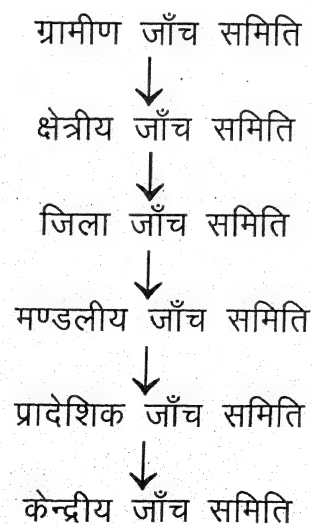 ग्रामीण जाँच समिति
क्षेत्रीय जाँच समिति
जिला जाँच समिति
मण्डलीय जाँच समिति
प्रादेशिक जाँच समिति
केन्द्रीय जाँच समिति